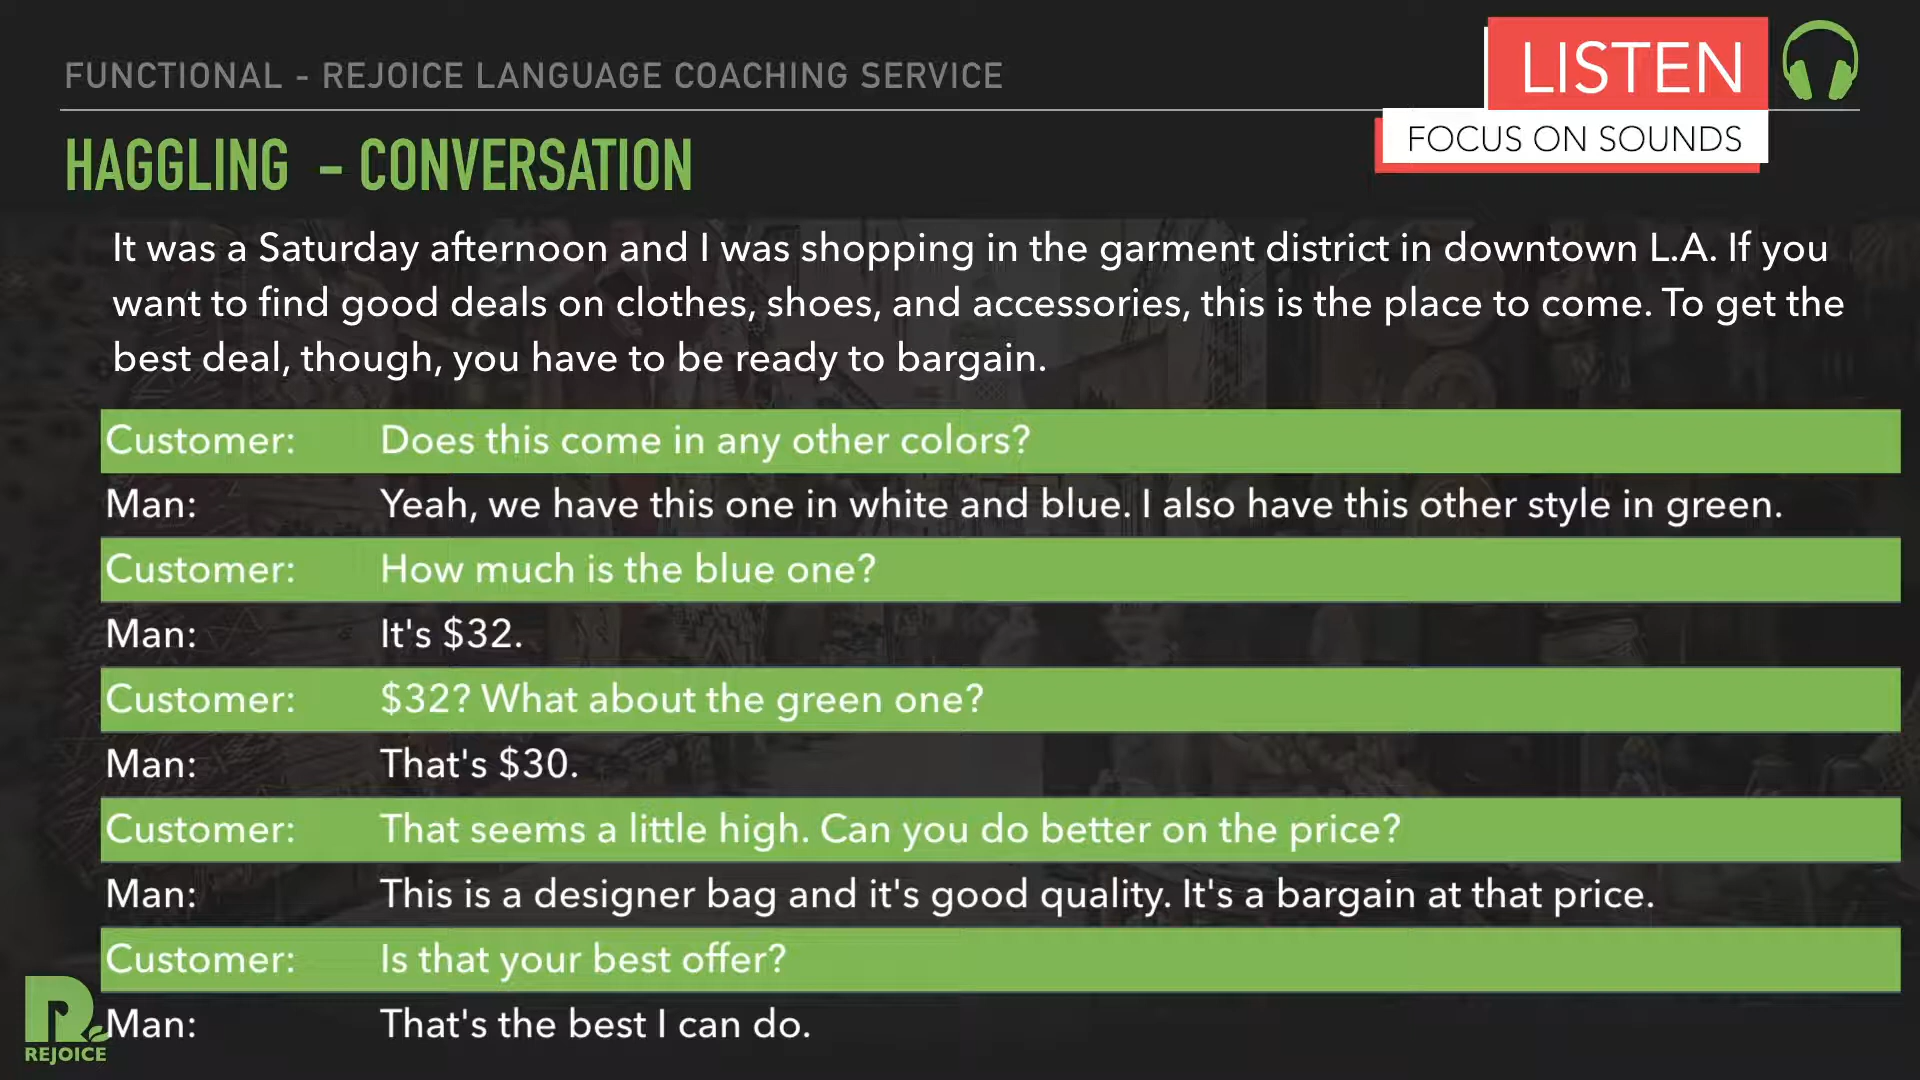 FUNCTIONAL - REJOICE LANGUAGE COACHING SERVICE
LISTEN
FOCUS ON SOUNDS
HAGGLING - CONVERSATION
It was a Saturday afternoon and I was shopping in the garment district in downtown L.A. If you
want to find good deals on clothes, shoes, and accessories, this is the place to come. To get the
best deal, though, you have to be ready to bargain.
Customer: Does this come in any other colors?
Man: Yeah, we have this one in white and blue. I also have this other style in green.
Customer: How much is the blue one?
Man: It's $32.
Customer: $32? What about the green one?
Man: That's $30.
Customer: That seems a little high. Can you do better on the price?
Man: This is a designer bag and it's good quality. It's a bargain at that price.
Customer: Is that your best offer?
Man: That's the best I can do.
REJOICE